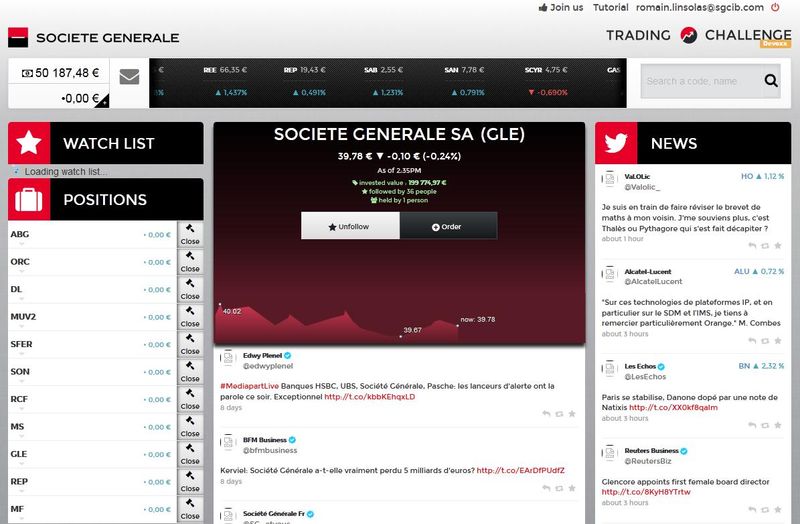 Join us Tutorial romain.linsolas@sgcib.com
SOCIETE GENERALE
TRADING CHALLENGE
Devoxx
50 187,48 €
+0,00 €
REE 66,35 € REP 19,43 € SAB 2,55 € SAN 7,78 € SCYR 4,75 € GAS
▲ 1,437% ▲ 0,491% ▲ 1,231% ▲ 0,791% ▼ -0,690%
Search a code, name
WATCH LIST
Loading watch list...
POSITIONS
ABG + 0,00 € Close
ORC + 0,00 € Close
DL + 0,00 € Close
MUV2 + 0,00 € Close
SFER + 0,00 € Close
SON + 0,00 € Close
RCF + 0,00 € Close
MS + 0,00 € Close
GLE + 0,00 € Close
REP + 0,00 € Close
MF + 0,00 € Close
SOCIETE GENERALE SA (GLE)
39,78 € ▼ -0,10 € (-0,24%)
As of 2.35PM
invested value : 199 774,97 €
followed by 36 people
held by 1 person
Unfollow Order
40.02
39.67
now: 39.78
Edwy Plenel
@edwyplenel
#MediapartLive Banques HSBC, UBS, Société Générale, Pasche: les lanceurs d'alerte ont la
parole ce soir. Exceptionnel http://t.co/kbbKEhqxLD
8 days
BFM Business
@bfmbusiness
Kerviel: Société Générale a-t-elle vraiment perdu 5 milliards d'euros? http://t.co/EArDfPUdfZ
8 days
Société Générale Fr
NEWS
VaLOLic HO ▲ 1,12 %
@Valolic_
Je suis en train de faire réviser le brevet de
maths à mon voisin. J'me souviens plus, c'est
Thalès ou Pythagore qui s'est fait décapiter ?
about 1 hour
Alcatel-Lucent ALU ▲ 0,72 %
@AlcatelLucent
"Sur ces technologies de plateformes IP, et en
particulier sur le SDM et l'IMS, je tiens à
remercier particulièrement Orange." M. Combes
about 3 hours
Les Echos BN ▲ 2,32 %
@LesEchos
Paris se stabilise, Danone dopé par une note de
Natixis http://t.co/XX0kf8qalm
about 3 hours
Reuters Business
@ReutersBiz
Glencore appoints first female board director
http://t.co/8KyH8YTrtw
about 3 hours